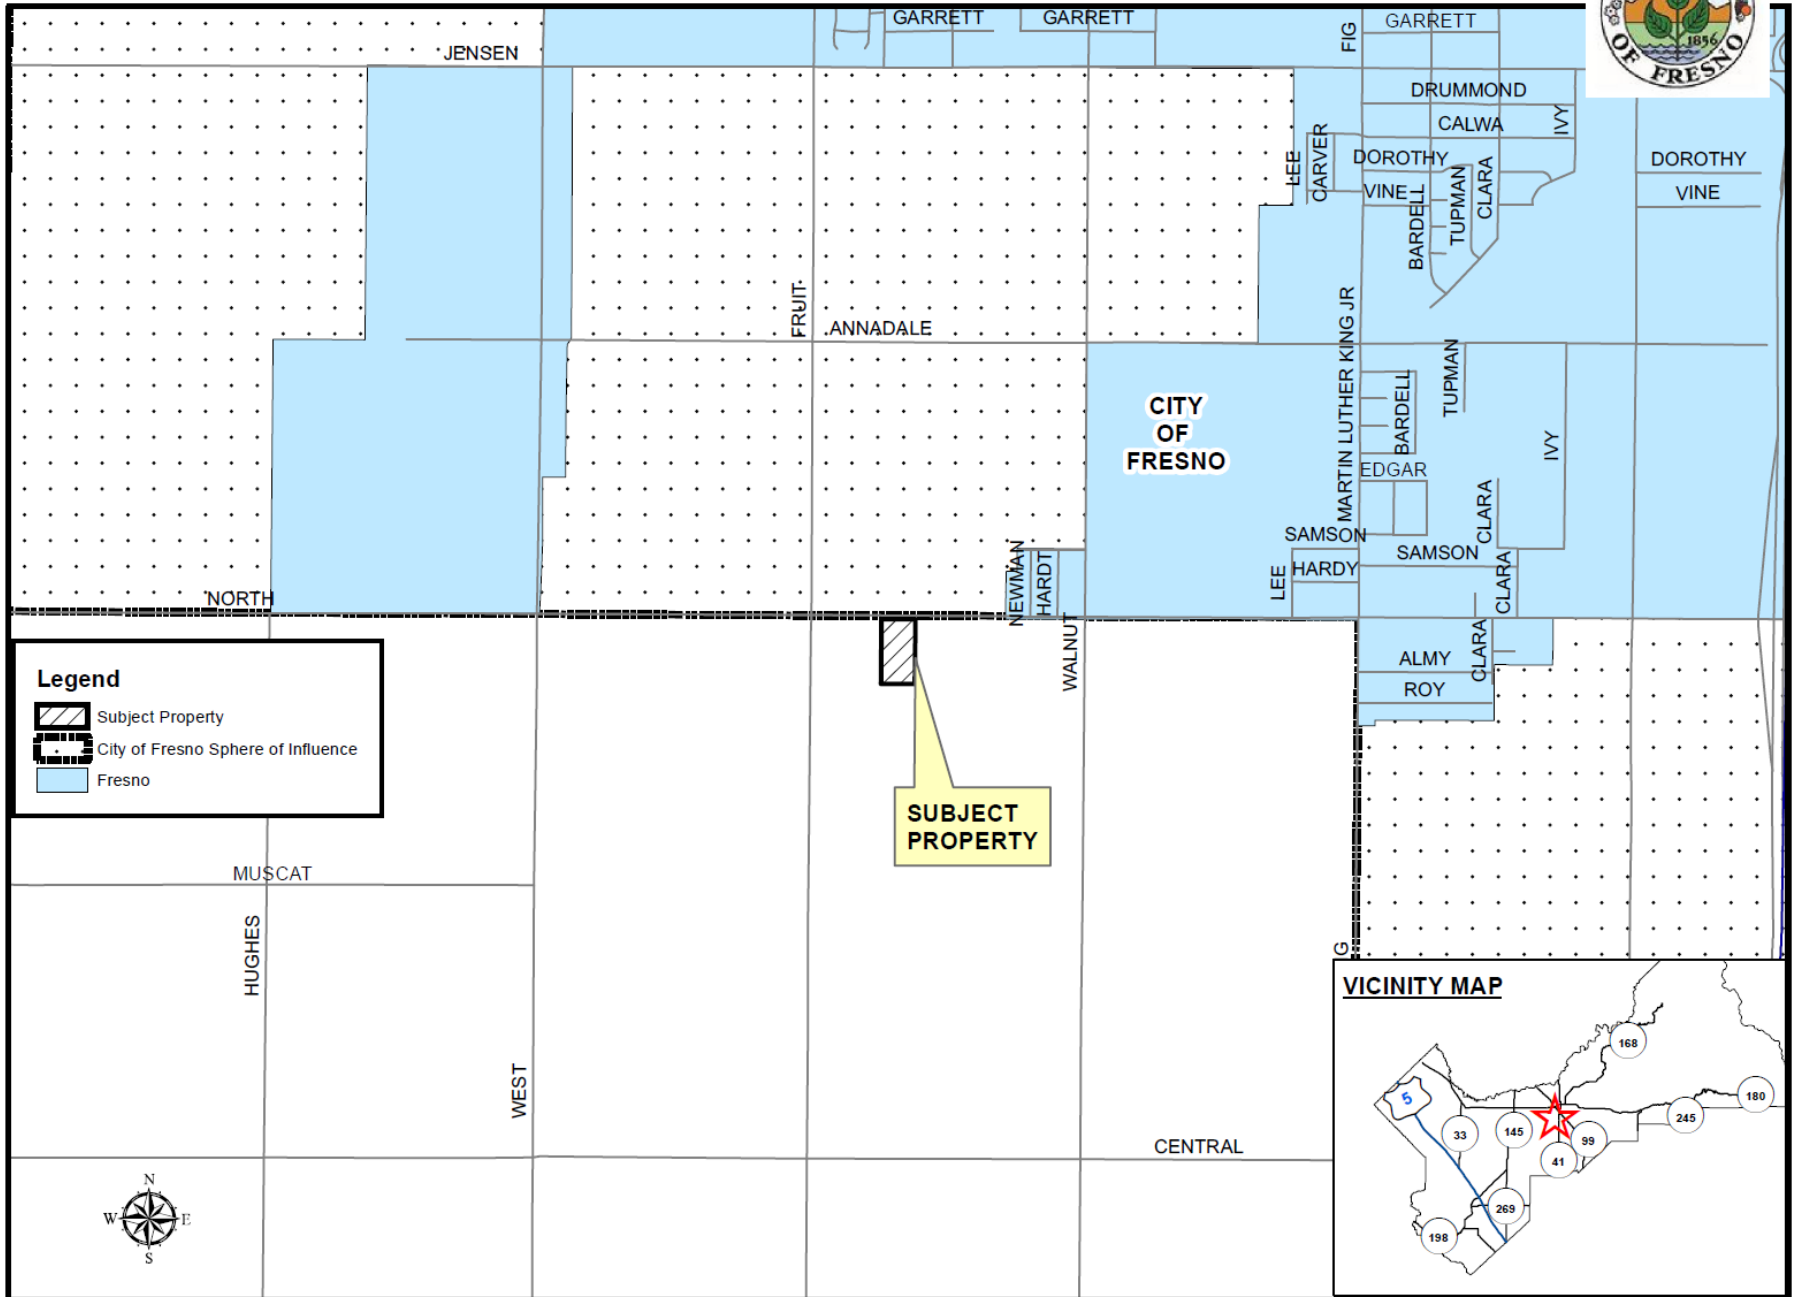 GARRETT
GARRETT
FIG
GARRETT
1856
OF FRESNO
JENSEN
DRUMMOND
CALWA
IVY
LEE
CARVER
DOROTHY
VINE
BARDELL
TUPMAN
CLARA
DOROTHY
VINE
FRUIT
ANNADALE
MARTIN LUTHER KING JR
TUPMAN
BARDELL
CITY
OF
FRESNO
EDGAR
IVY
CLARA
SAMSON
SAMSON
HARDY
LEE
CLARA
NEWMAN
HARDT
NORTH
WALNUT
CLARA
ALMY
ROY
Legend
Subject Property
City of Fresno Sphere of Influence
Fresno
SUBJECT
PROPERTY
MUSCAT
HUGHES
WEST
CENTRAL
G
N
W E
S
VICINITY MAP
168
5
180
245
33
145
99
41
269
198